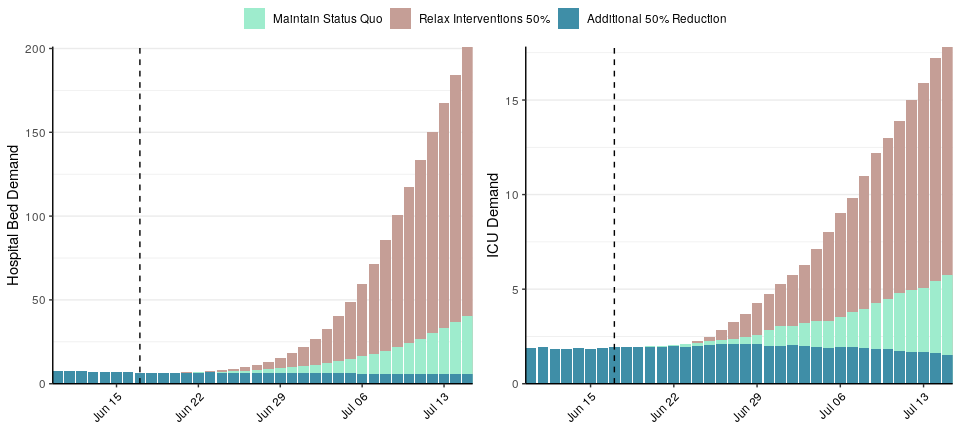 Maintain Status Quo Relax Interventions 50% Additional 50% Reduction
Hospital Bed Demand
200
150
100
50
0
Jun 15 Jun 22 Jun 29 Jul 06 Jul 13
ICU Demand
15
10
5
0
Jun 15 Jun 22 Jun 29 Jul 06 Jul 13